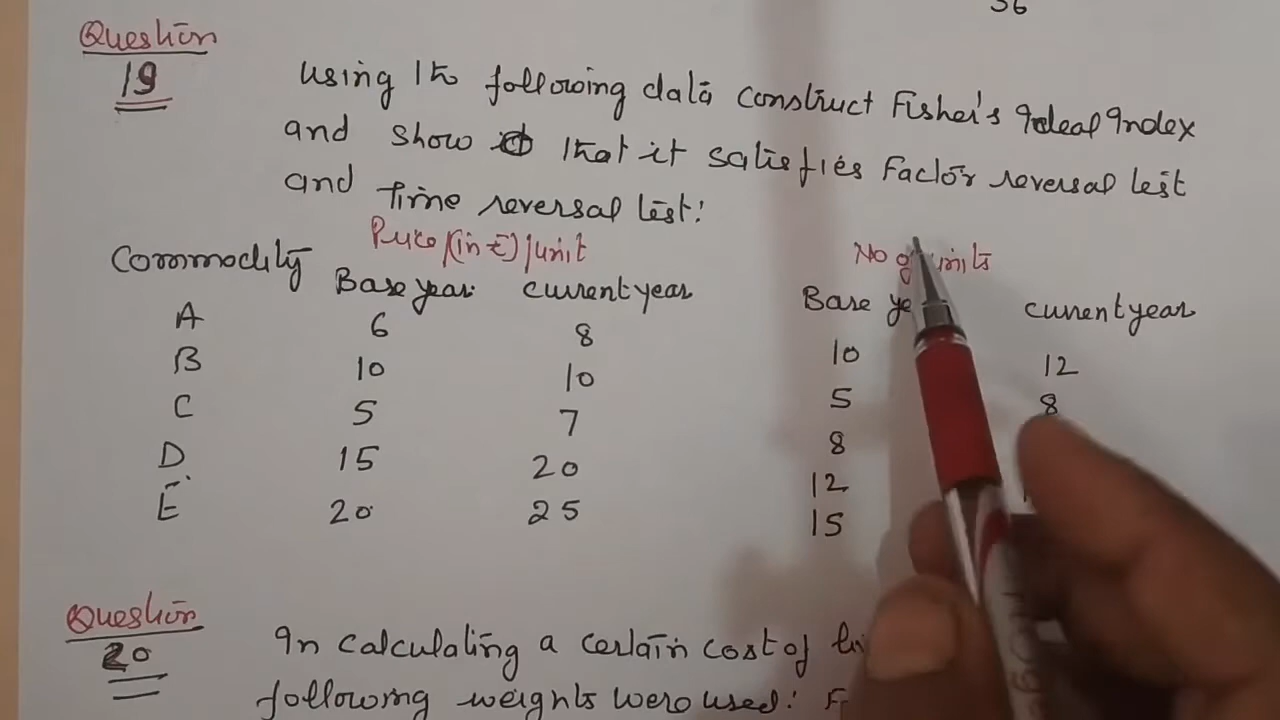 36
Question
19
Using the following data construct Fisher's Ideal Index
and show that it satisfies Factor reversal test
and Time reversal test:
Price (in ₹)/unit
No of units
Commodity Base year current year Base current year
A 6 8 10 12
B 10 10 5 8
C 5 7 8
D 15 20 12
E 20 25 15
Question
20
In calculating a certain cost of
following weights were used: